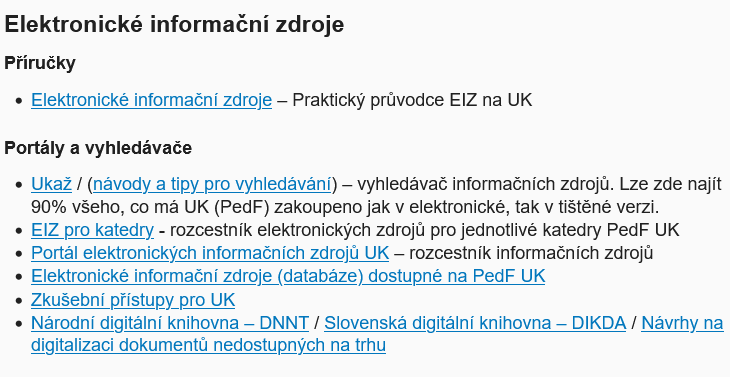 Elektronické informační zdroje
Příručky
• Elektronické informační zdroje – Praktický průvodce EIZ na UK
Portály a vyhledávače
• Ukaž / (návody a tipy pro vyhledávání) – vyhledávač informačních zdrojů. Lze zde najít
90% všeho, co má UK (PedF) zakoupeno jak v elektronické, tak v tištěné verzi.
• EIZ pro katedry - rozcestník elektronických zdrojů pro jednotlivé katedry PedF UK
• Portál elektronických informačních zdrojů UK – rozcestník informačních zdrojů
• Elektronické informační zdroje (databáze) dostupné na PedF UK
• Zkušební přístupy pro UK
• Národní digitální knihovna – DNNT / Slovenská digitální knihovna – DIKDA / Návrhy na
digitalizaci dokumentů nedostupných na trhu